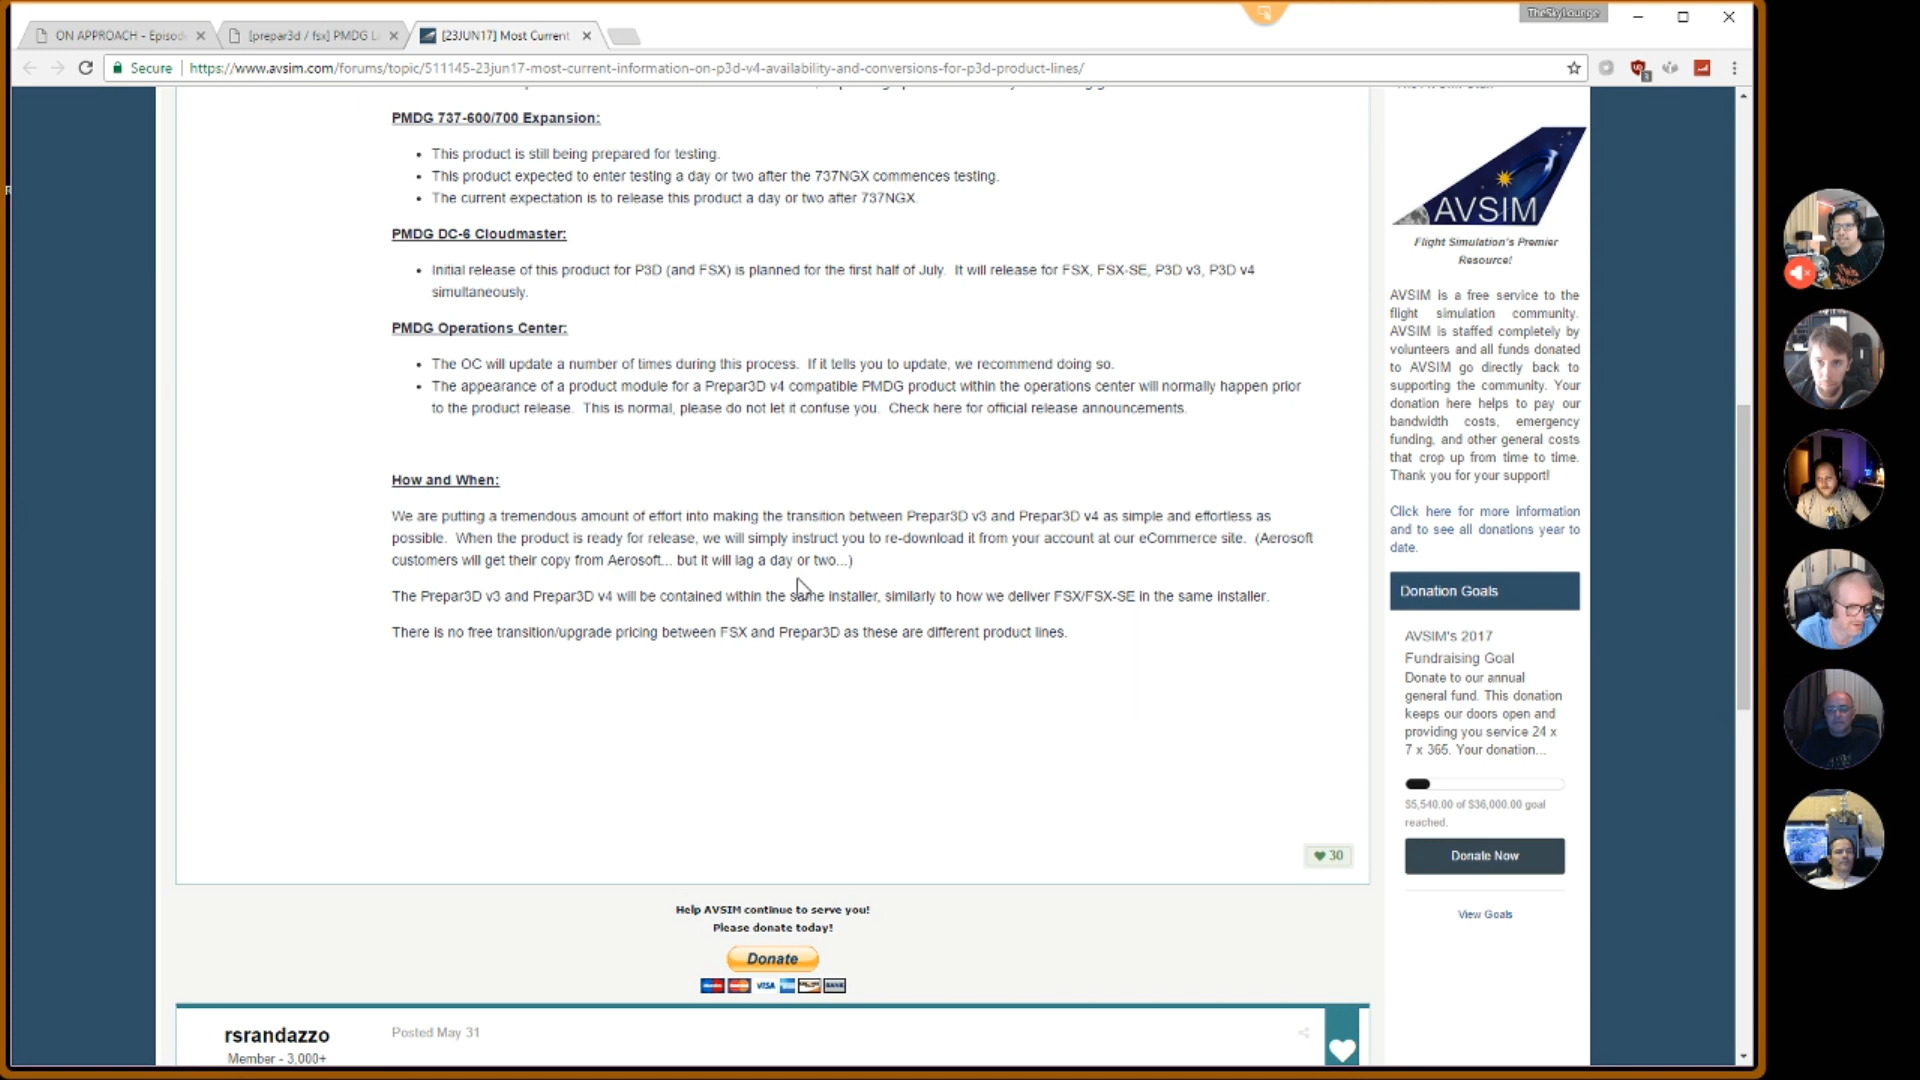 TheSkyLounge
ON APPROACH - Episod
[prepar3d / fsx] PMDG L
[23JUN17] Most Current
Secure
https://www.avsim.com/forums/topic/511145-23jun17-most-current-information-on-p3d-v4-availability-and-conversions-for-p3d-product-lines/
3
PMDG 737-600/700 Expansion:
This product is still being prepared for testing.
This product expected to enter testing a day or two after the 737NGX commences testing.
The current expectation is to release this product a day or two after 737NGX.
PMDG DC-6 Cloudmaster:
Initial release of this product for P3D (and FSX) is planned for the first half of July. It will release for FSX, FSX-SE, P3D v3, P3D v4
simultaneously.
PMDG Operations Center:
The OC will update a number of times during this process. If it tells you to update, we recommend doing so.
The appearance of a product module for a Prepar3D v4 compatible PMDG product within the operations center will normally happen prior
to the product release. This is normal, please do not let it confuse you. Check here for official release announcements.
How and When:
We are putting a tremendous amount of effort into making the transition between Prepar3D v3 and Prepar3D v4 as simple and effortless as
possible. When the product is ready for release, we will simply instruct you to re-download it from your account at our eCommerce site. (Aerosoft
customers will get their copy from Aerosoft... but it will lag a day or two...)
The Prepar3D v3 and Prepar3D v4 will be contained within the same installer, similarly to how we deliver FSX/FSX-SE in the same installer.
There is no free transition/upgrade pricing between FSX and Prepar3D as these are different product lines.
30
Help AVSIM continue to serve you!
Please donate today!
Donate
VISA
BANK
rsrandazzo
Member - 3,000+
Posted May 31
AVSIM
Flight Simulation's Premier
Resource!
AVSIM is a free service to the
flight simulation community.
AVSIM is staffed completely by
volunteers and all funds donated
to AVSIM go directly back to
supporting the community. Your
donation here helps to pay our
bandwidth costs, emergency
funding, and other general costs
that crop up from time to time.
Thank you for your support!
Click here for more information
and to see all donations year to
date.
Donation Goals
AVSIM's 2017
Fundraising Goal
Donate to our annual
general fund. This donation
keeps our doors open and
providing you service 24 x
7 x 365. Your donation...
$5,540.00 of $36,000.00 goal
reached.
Donate Now
View Goals